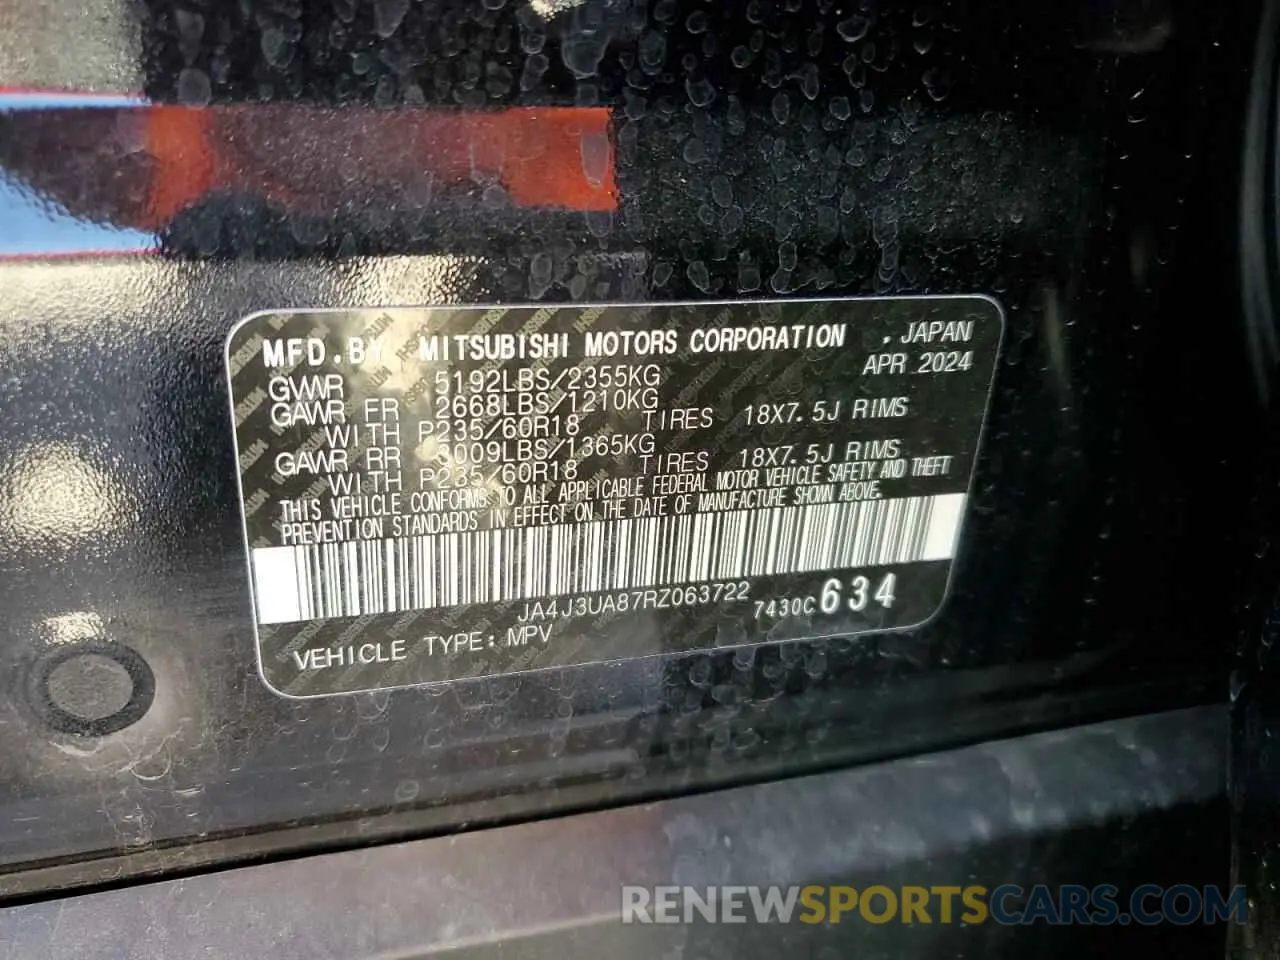 MFD.BY MITSUBISHI MOTORS CORPORATION , JAPAN
APR 2024
GVWR 5192LBS/2355KG
GAWR FR 2668LBS/1210KG
WITH P235/60R18 TIRES 18X7.5J RIMS
GAWR RR 3009LBS/1365KG
WITH P235/60R18 TIRES 18X7.5J RIMS
THIS VEHICLE CONFORMS TO ALL APPLICABLE FEDERAL MOTOR VEHICLE SAFETY AND THEFT
PREVENTION STANDARDS IN EFFECT ON THE DATE OF MANUFACTURE SHOWN ABOVE.
JA4J3UA87RZ063722 7430C 634
VEHICLE TYPE: MPV
RENEWSPORTSCARS.COM